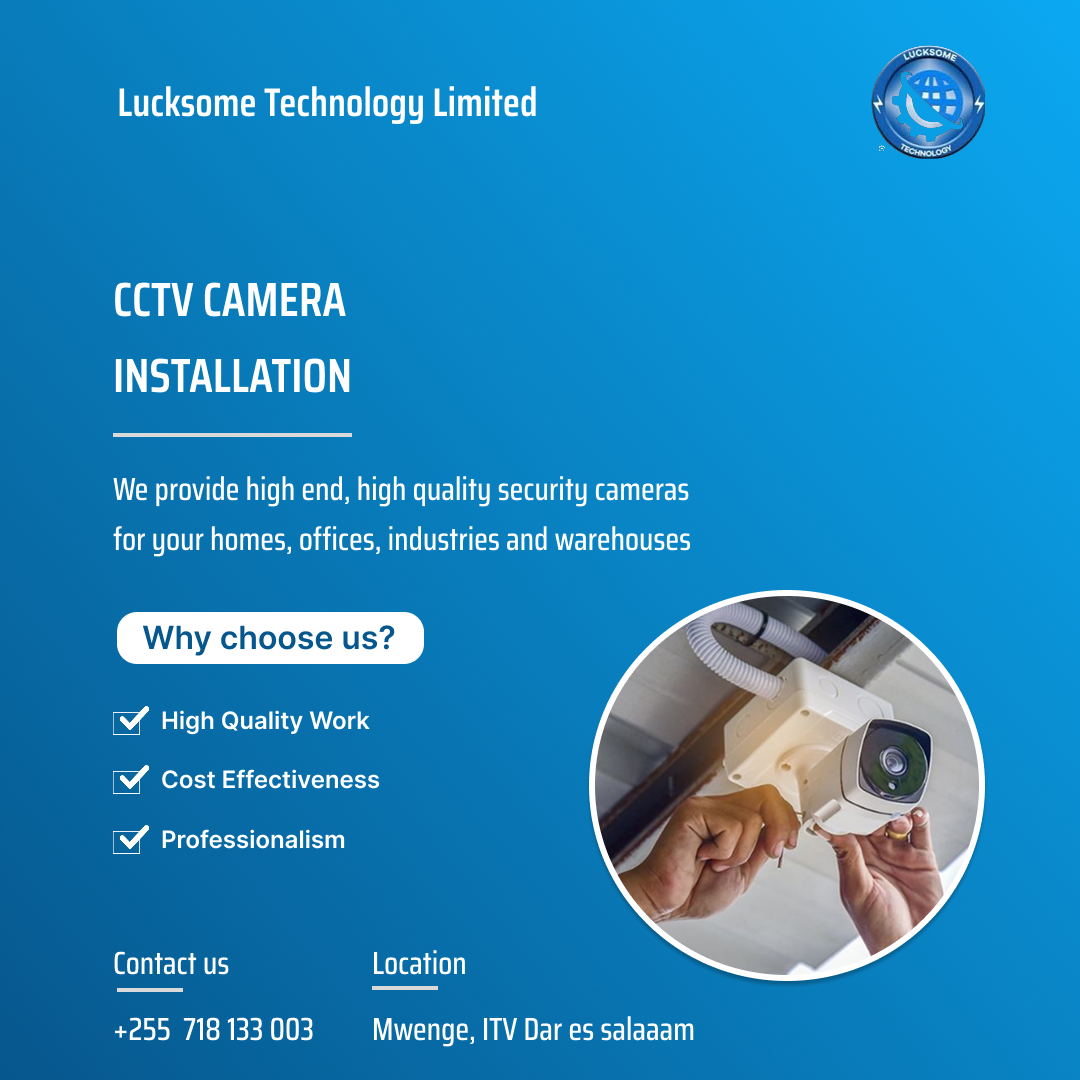 Lucksome Technology Limited
LUCKSOME
TECHNOLOGY
CCTV CAMERA
INSTALLATION
We provide high end, high quality security cameras
for your homes, offices, industries and warehouses
Why choose us?
High Quality Work
Cost Effectiveness
Professionalism
Contact us
+255 718 133 003
Location
Mwenge, ITV Dar es salaaam